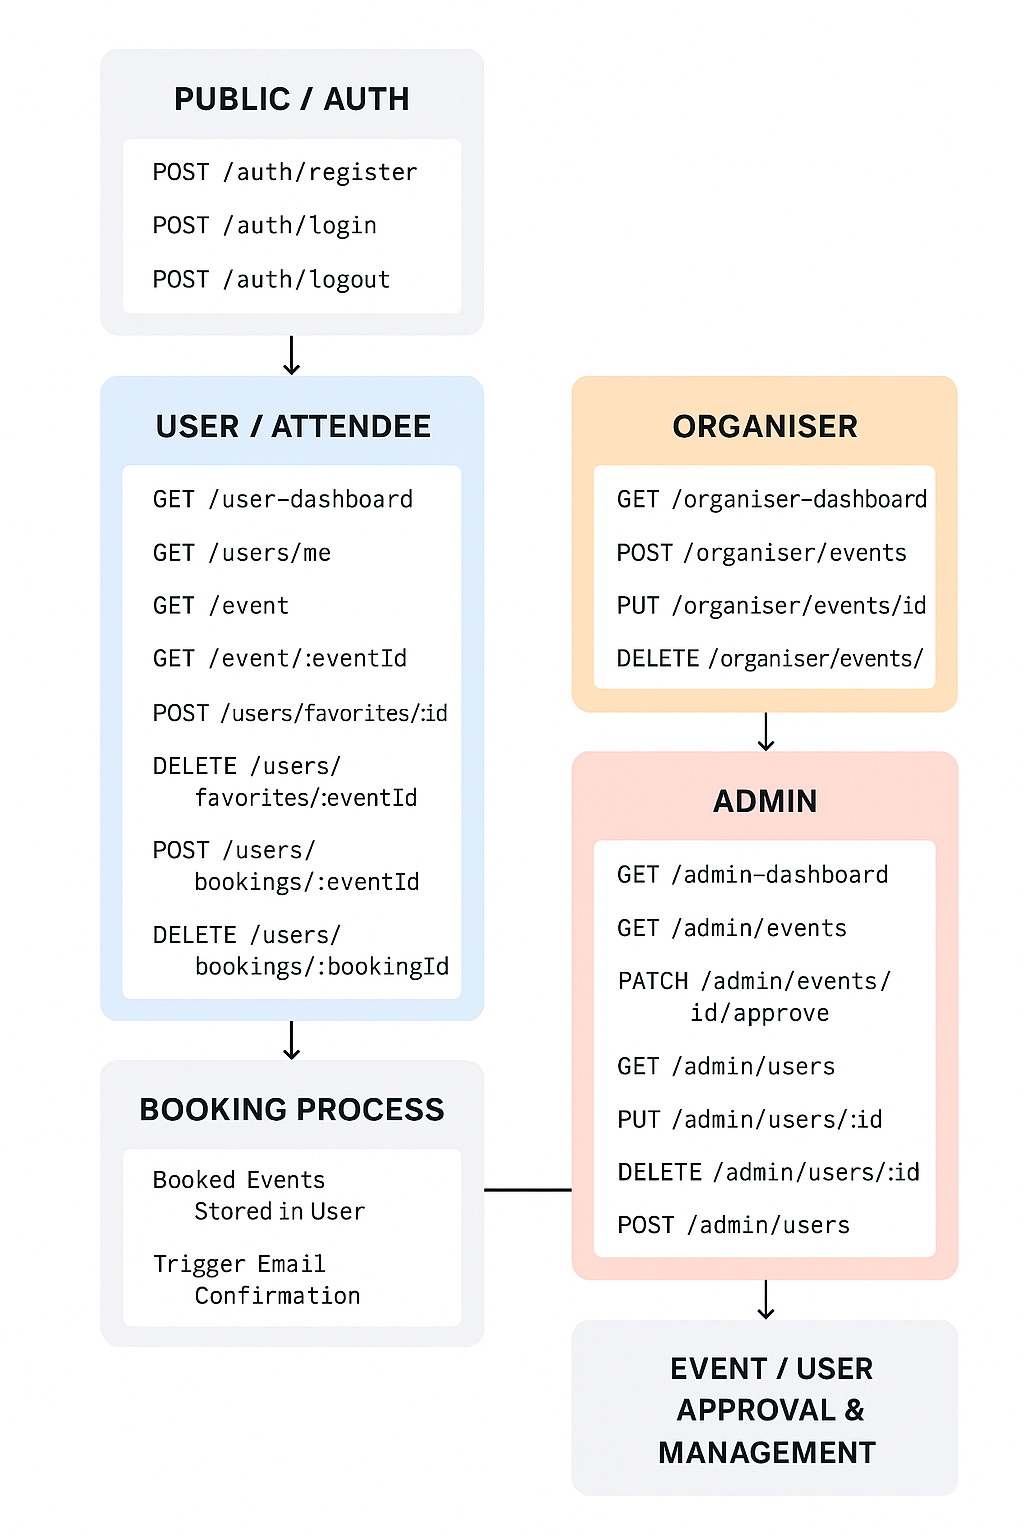 PUBLIC / AUTH
POST /auth/register
POST /auth/login
POST /auth/logout
USER / ATTENDEE
GET /user-dashboard
GET /users/me
GET /event
GET /event/:eventId
POST /users/favorites/:id
DELETE /users/
favorites/:eventId
POST /users/
bookings/:eventId
DELETE /users/
bookings/:bookingId
BOOKING PROCESS
Booked Events
Stored in User
Trigger Email
Confirmation
ORGANISER
GET /organiser-dashboard
POST /organiser/events
PUT /organiser/events/id
DELETE /organiser/events/
ADMIN
GET /admin-dashboard
GET /admin/events
PATCH /admin/events/
id/approve
GET /admin/users
PUT /admin/users/:id
DELETE /admin/users/:id
POST /admin/users
EVENT / USER
APPROVAL &
MANAGEMENT